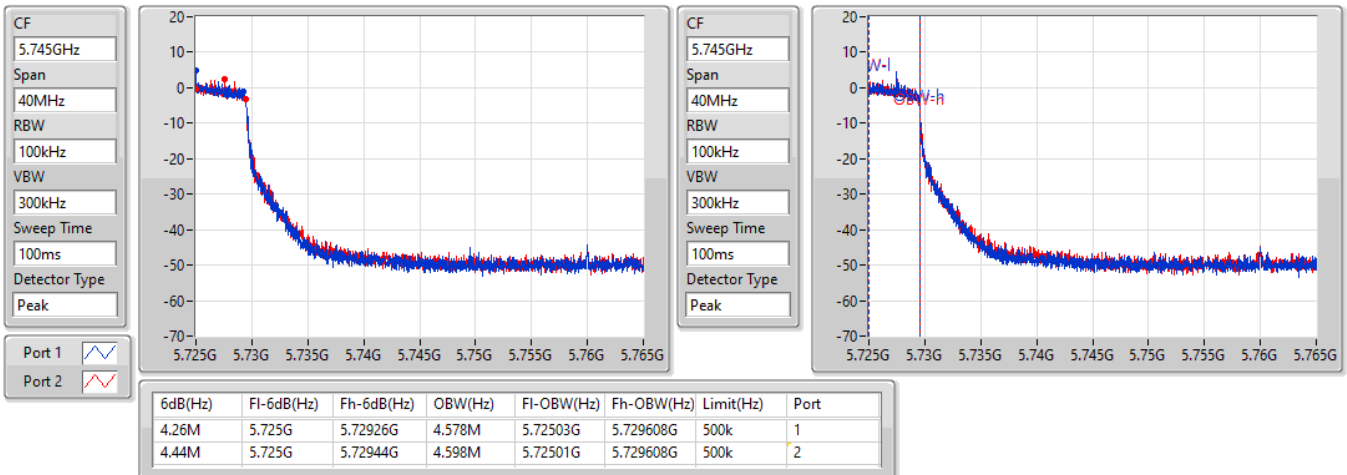 CF
5.745GHz
Span
40MHz
RBW
100kHz
VBW
300kHz
Sweep Time
100ms
Detector Type
Peak
Port 1
Port 2
20
10
0
-10
-20
-30
-40
-50
-60
-70
5.725G 5.73G 5.735G 5.74G 5.745G 5.75G 5.755G 5.76G 5.765G
CF
5.745GHz
Span
40MHz
RBW
100kHz
VBW
300kHz
Sweep Time
100ms
Detector Type
Peak
20
10
0
-10
-20
-30
-40
-50
-60
-70
W-l
OBW-h
5.725G 5.73G 5.735G 5.74G 5.745G 5.75G 5.755G 5.76G 5.765G
6dB(Hz) Fl-6dB(Hz) Fh-6dB(Hz) OBW(Hz) Fl-OBW(Hz) Fh-OBW(Hz) Limit(Hz) Port
4.26M 5.725G 5.72926G 4.578M 5.72503G 5.729608G 500k 1
4.44M 5.725G 5.72944G 4.598M 5.72501G 5.729608G 500k 2